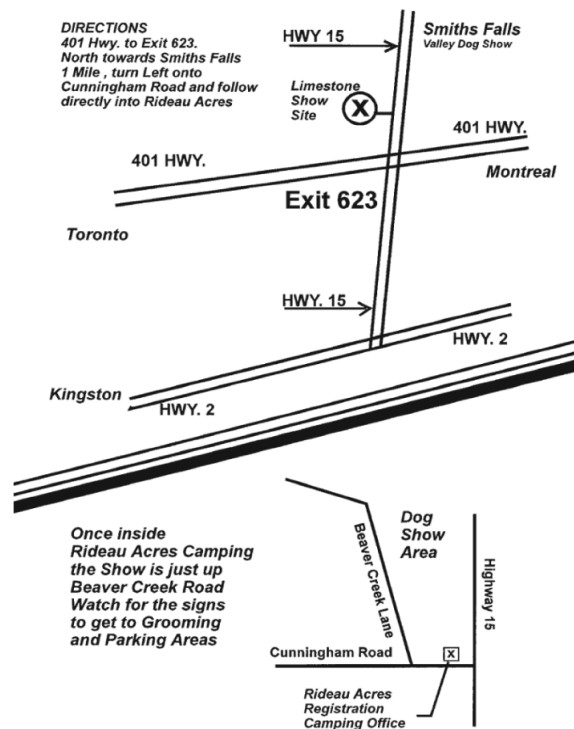 DIRECTIONS
401 Hwy. to Exit 623.
North towards Smiths Falls
1 Mile , turn Left onto
Cunningham Road and follow
directly into Rideau Acres
HWY 15
Smiths Falls
Valley Dog Show
Limestone
Show
Site
X
401 HWY.
401 HWY.
Montreal
Exit 623
Toronto
HWY. 15
HWY. 2
Kingston
HWY. 2
Once inside
Rideau Acres Camping
the Show is just up
Beaver Creek Road
Watch for the signs
to get to Grooming
and Parking Areas
Dog
Show
Area
Beaver Creek Lane
Highway 15
Cunningham Road
X
Rideau Acres
Registration
Camping Office